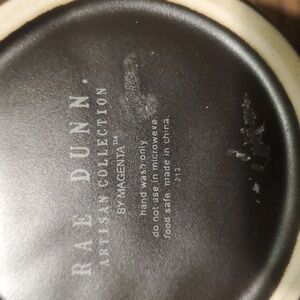 RAE DUNN.
ARTISAN COLLECTION
BY MAGENTA™
hand wash only.
do not use in microwave.
food safe. made in china.
212